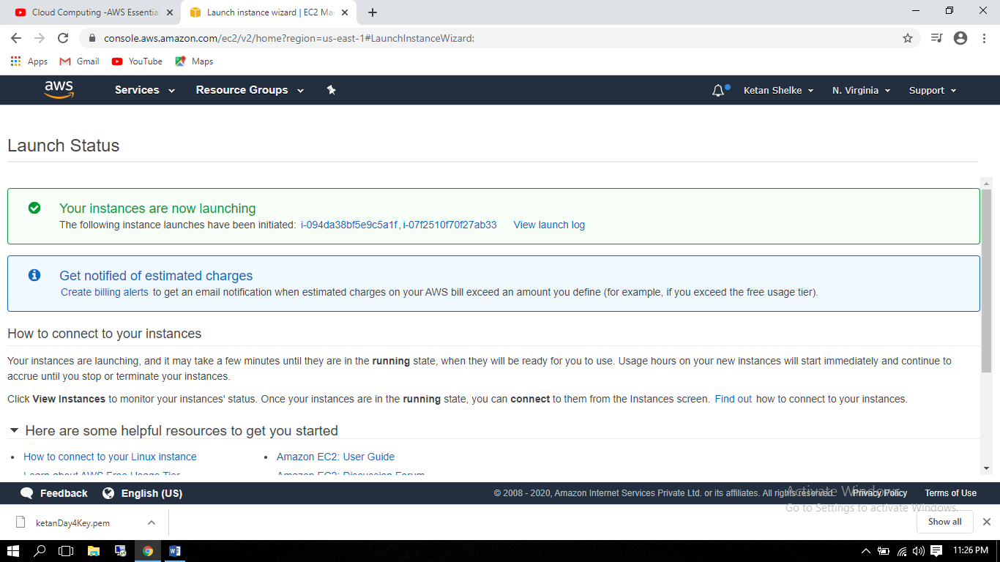 Cloud Computing -AWS Essentia
Launch instance wizard | EC2 Ma
console.aws.amazon.com/ec2/v2/home?region=us-east-1#LaunchInstanceWizard:
Apps Gmail YouTube Maps
aws Services Resource Groups Ketan Shelke N. Virginia Support
Launch Status
Your instances are now launching
The following instance launches have been initiated: i-094da38bf5e9c5a1f, i-07f2510f70f27ab33 View launch log
Get notified of estimated charges
Create billing alerts to get an email notification when estimated charges on your AWS bill exceed an amount you define (for example, if you exceed the free usage tier).
How to connect to your instances
Your instances are launching, and it may take a few minutes until they are in the running state, when they will be ready for you to use. Usage hours on your new instances will start immediately and continue to
accrue until you stop or terminate your instances.
Click View Instances to monitor your instances' status. Once your instances are in the running state, you can connect to them from the Instances screen. Find out how to connect to your instances.
Here are some helpful resources to get you started
• How to connect to your Linux instance • Amazon EC2: User Guide
Learn about AWS Free Usage Tier Amazon EC2: Discussion Forum
Feedback English (US) © 2008 - 2020, Amazon Internet Services Private Ltd. or its affiliates. All rights reserved. Privacy Policy Terms of Use
Activate Windows
Go to Settings to activate Windows.
ketanDay4Key.pem Show all
11:26 PM